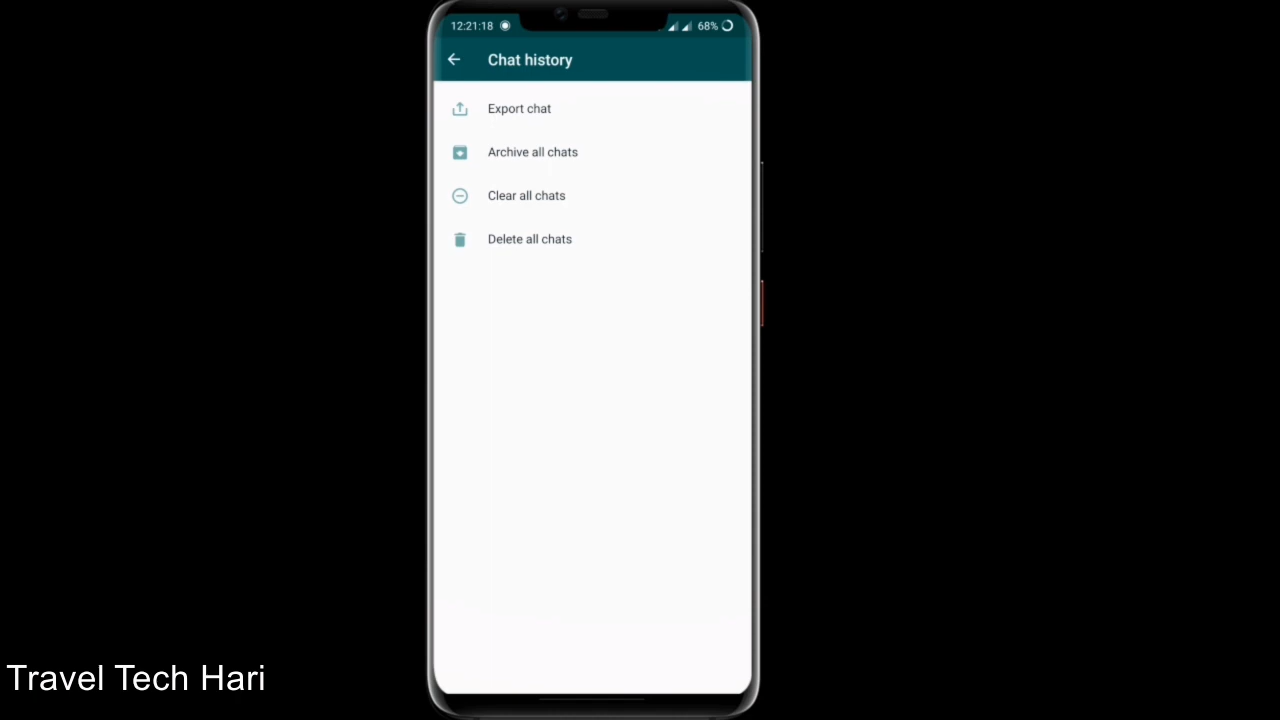 12:21:18
68%
Chat history
Export chat
Archive all chats
Clear all chats
Delete all chats
Travel Tech Hari